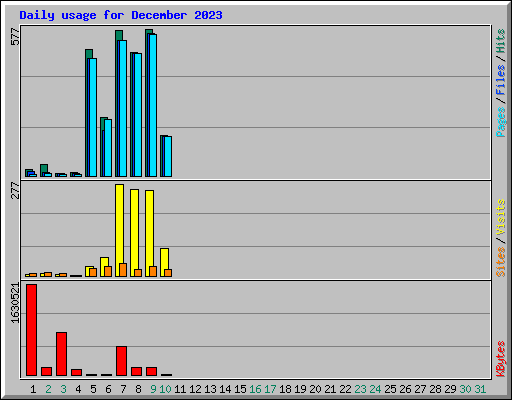 Daily usage for December 2023
577
Pages / Files / Hits
277
Sites / Visits
1630521
KBytes
1 2 3 4 5 6 7 8 9 10 11 12 13 14 15 16 17 18 19 20 21 22 23 24 25 26 27 28 29 30 31